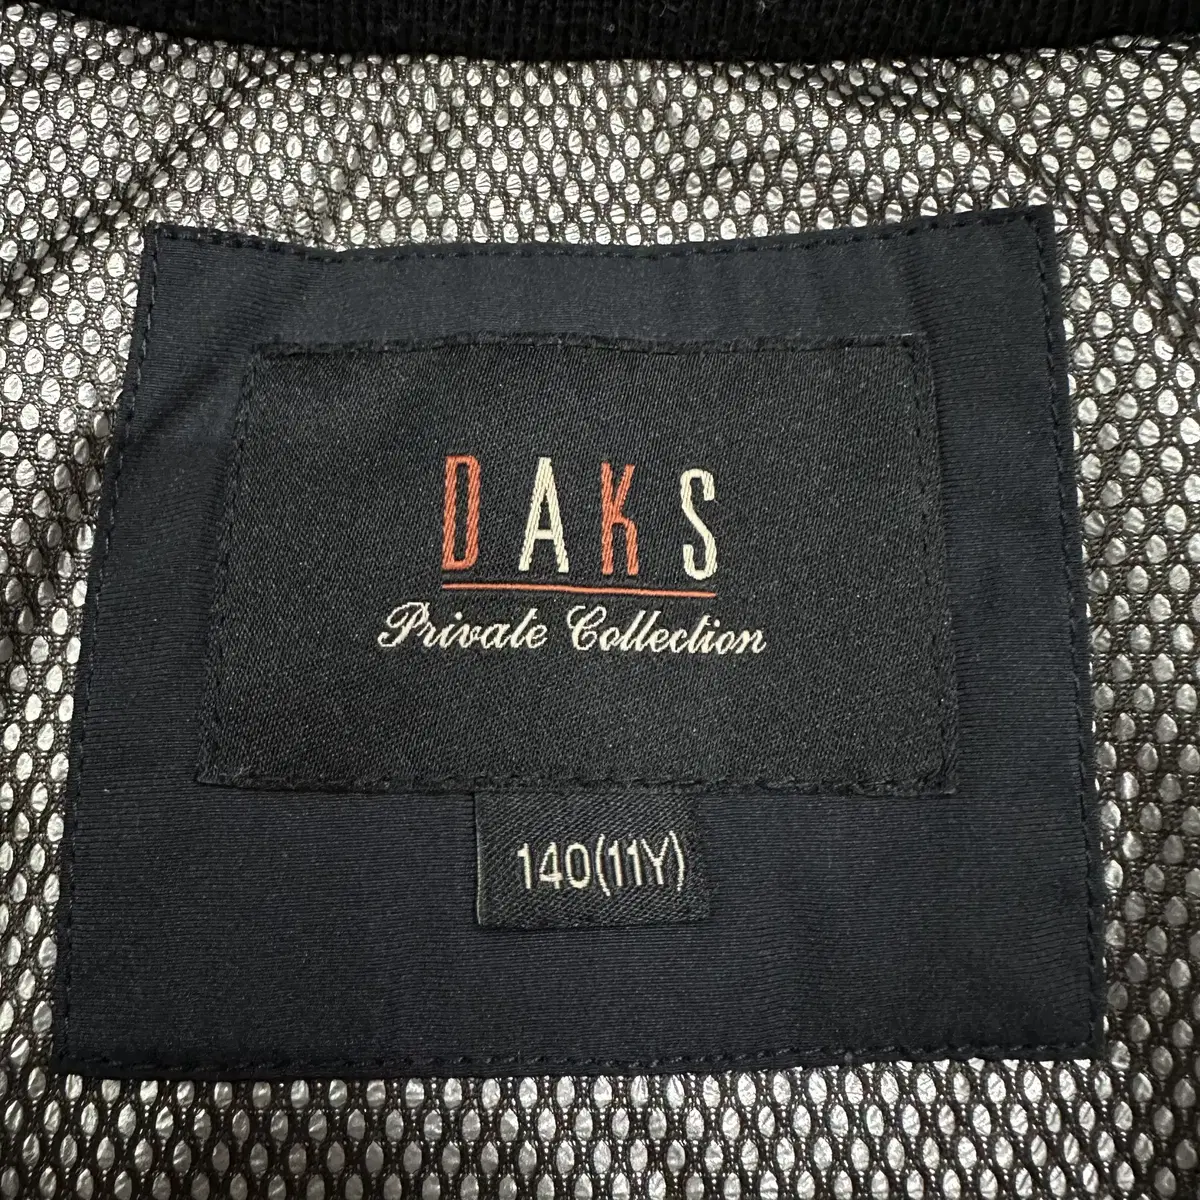 DAKS
Private Collection
140(11Y)